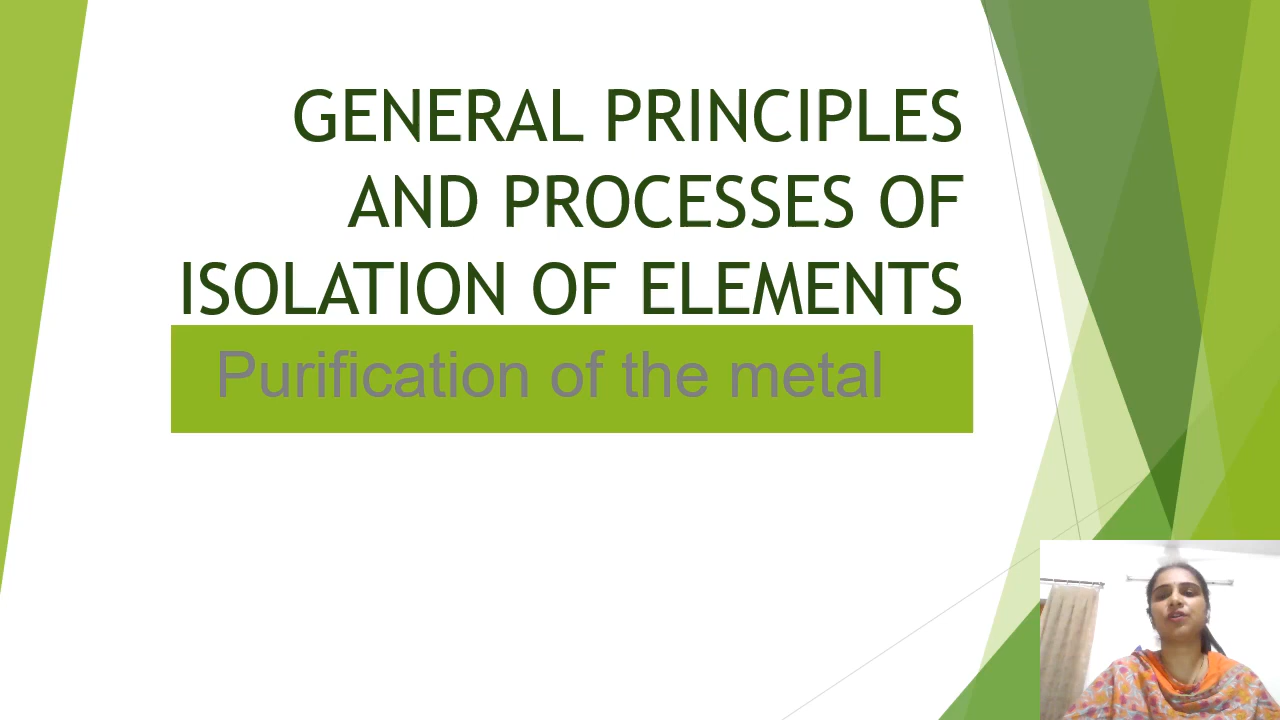 GENERAL PRINCIPLES
AND PROCESSES OF
ISOLATION OF ELEMENTS
Purification of the metal